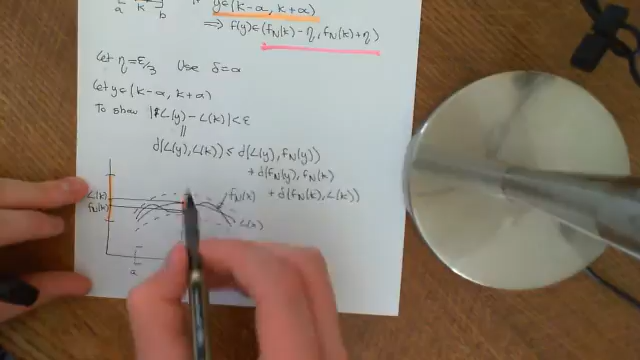 a k b
y∈(k-α, k+α)
⟹ f(y)∈(f_N(k)-η, f_N(k)+η)
Let η=ε/3 Use δ=α
Let y∈(k-α, k+α)
To show |L(y)-L(k)|<ε
||
d(L(y), L(k)) ≤ d(L(y), f_N(y))
+ d(f_N(y), f_N(k))
+ d(f_N(k), L(k))
L(k)
f_N(k)
f_N(x)
L(x)
a